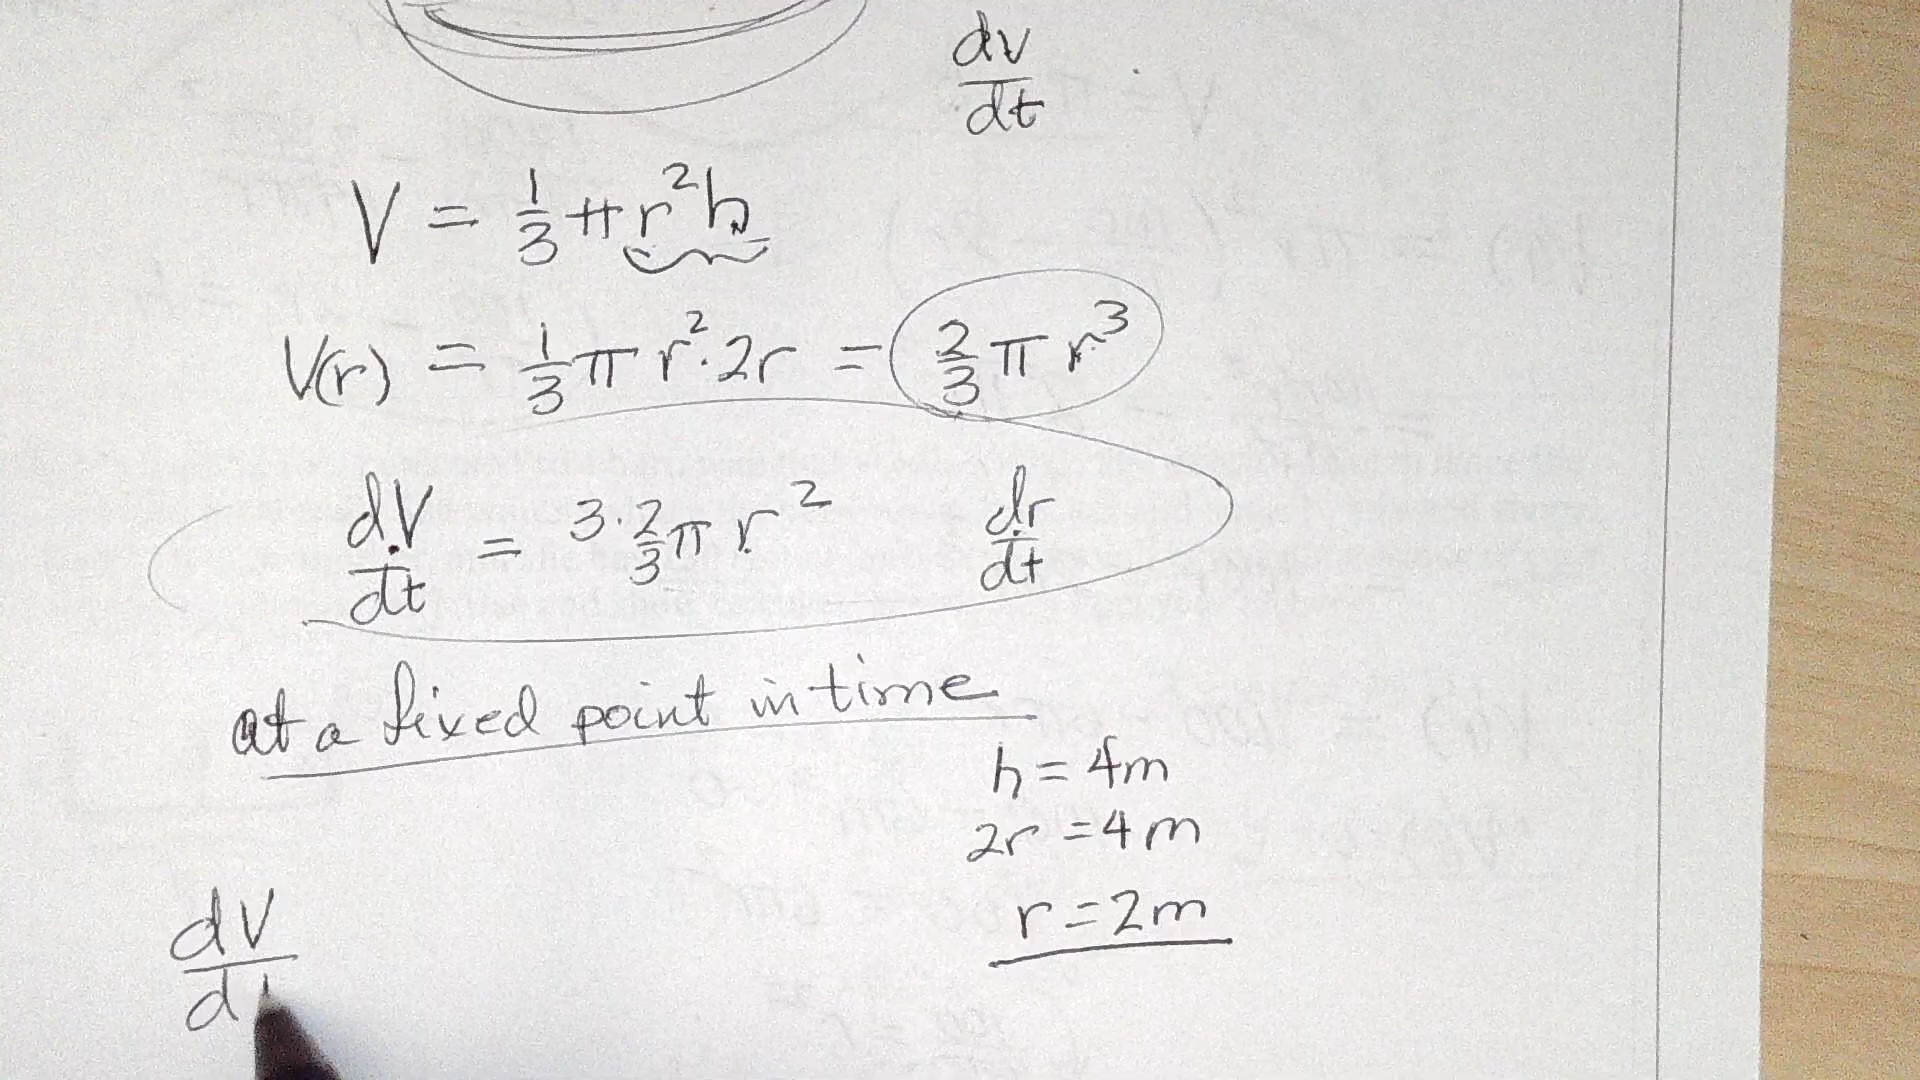 dv/dt
V = 1/3 π r²h
V(r) = 1/3 π r²·2r = 2/3 π r³
dV/dt = 3·2/3 π r² dr/dt
at a fixed point in time
h = 4m
2r = 4m
r = 2m
dV/d